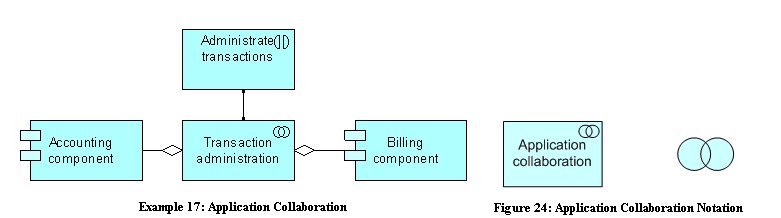 Administrate
transactions
Accounting
component
Transaction
administration
Billing
component
Application
collaboration
Example 17: Application Collaboration
Figure 24: Application Collaboration Notation